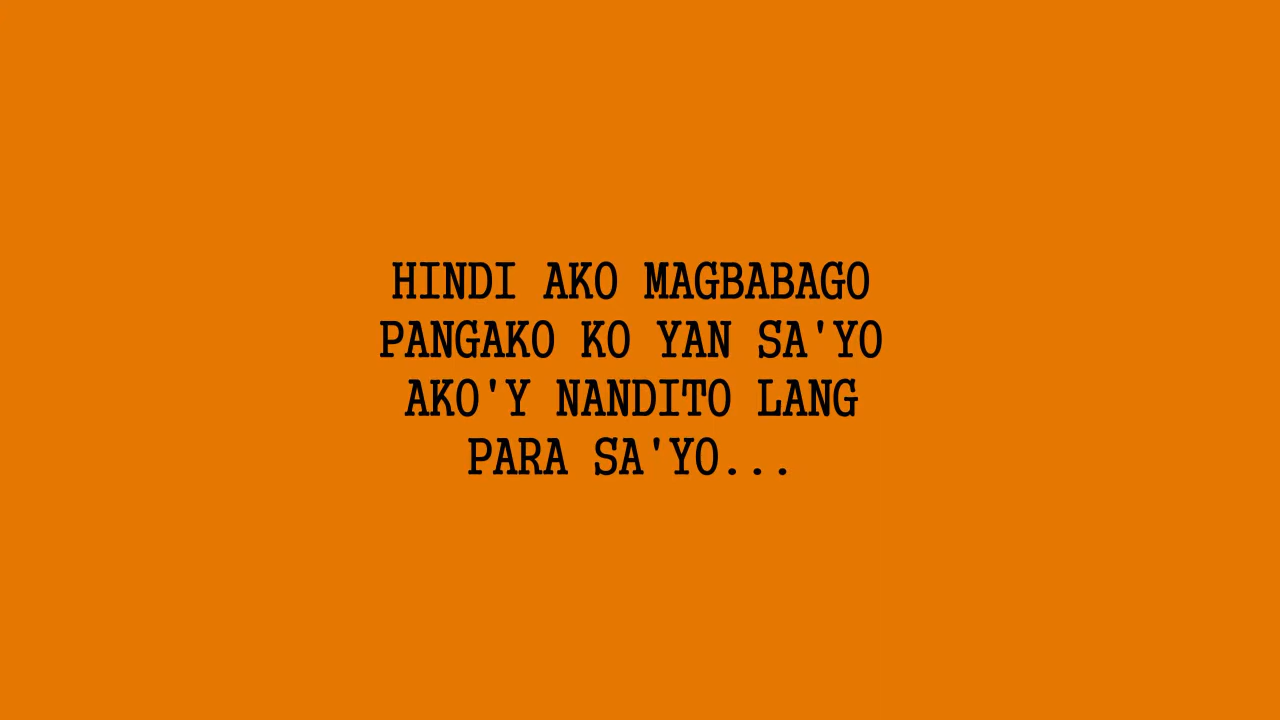 HINDI AKO MAGBABAGO
PANGAKO KO YAN SA'YO
AKO'Y NANDITO LANG
PARA SA'YO...